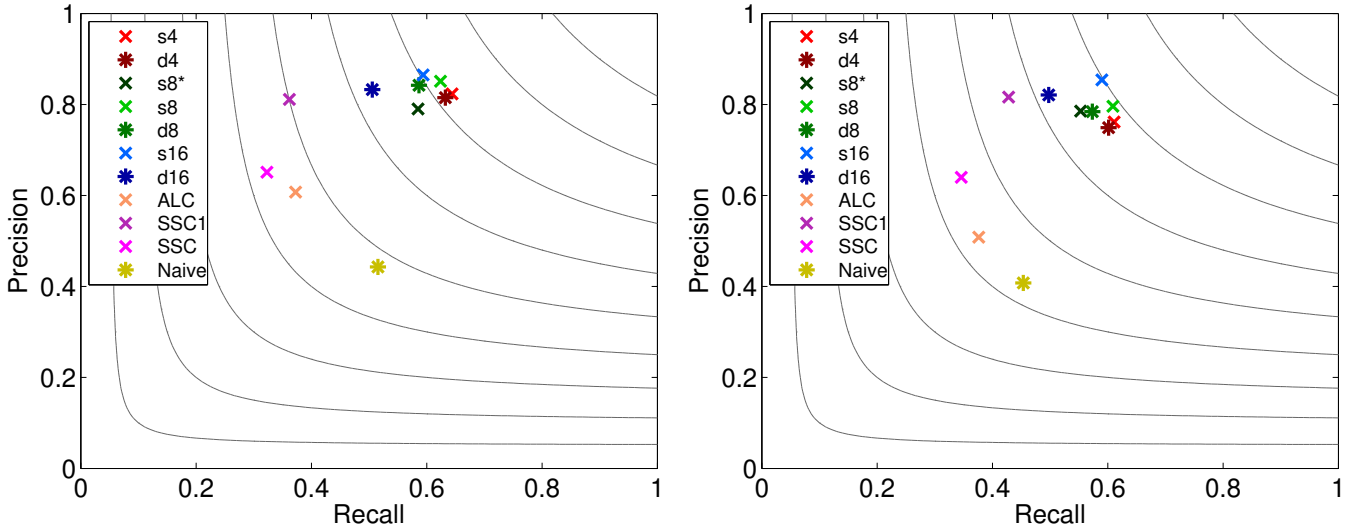 1
0.8
0.6
0.4
0.2
0
0
0.2
0.4
0.6
0.8
1
Precision
Recall
s4
d4
s8*
s8
d8
s16
d16
ALC
SSC1
SSC
Naive
1
0.8
0.6
0.4
0.2
0
0
0.2
0.4
0.6
0.8
1
Precision
Recall
s4
d4
s8*
s8
d8
s16
d16
ALC
SSC1
SSC
Naive